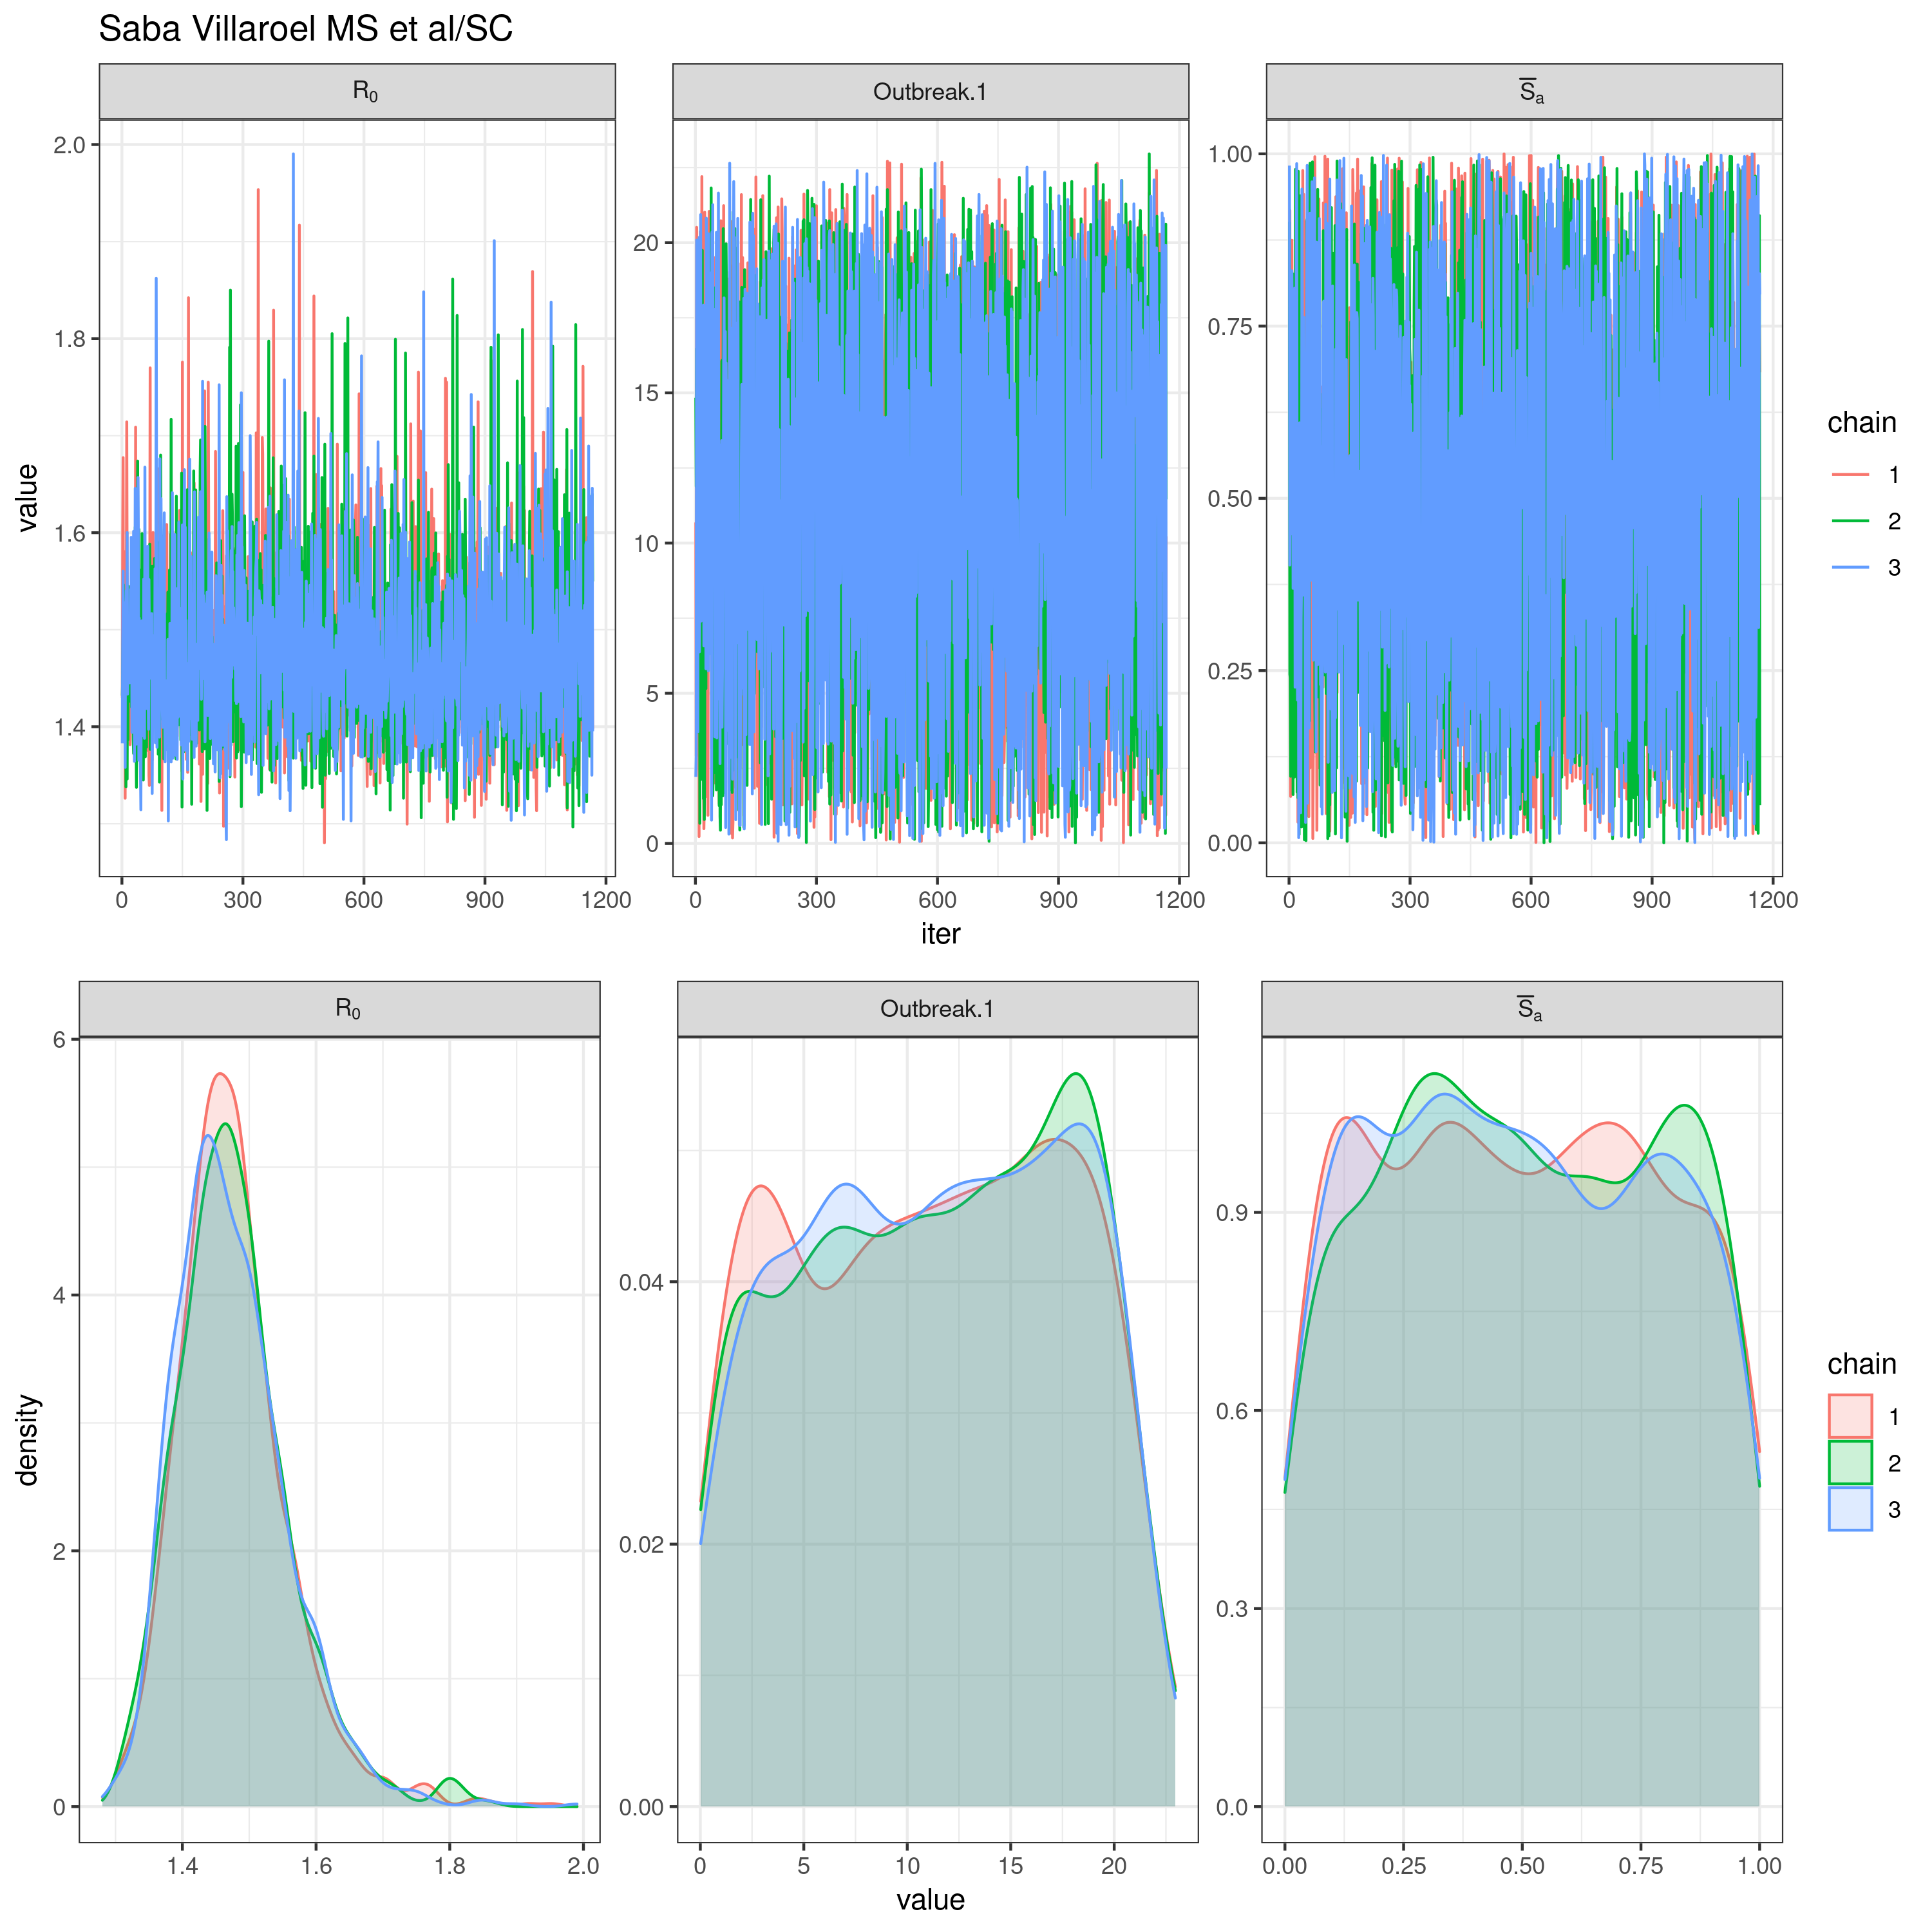 Saba Villaroel MS et al/SC
R₀ Outbreak.1 S̅ₐ
value
2.0
1.8
1.6
1.4
20
15
10
5
0
1.00
0.75
0.50
0.25
0.00
0 300 600 900 1200
0 300 600 900 1200
0 300 600 900 1200
iter
chain
1
2
3
R₀ Outbreak.1 S̅ₐ
density
6
4
2
0
0.04
0.02
0.00
0.9
0.6
0.3
0.0
1.4 1.6 1.8 2.0
0 5 10 15 20
0.00 0.25 0.50 0.75 1.00
value
chain
1
2
3